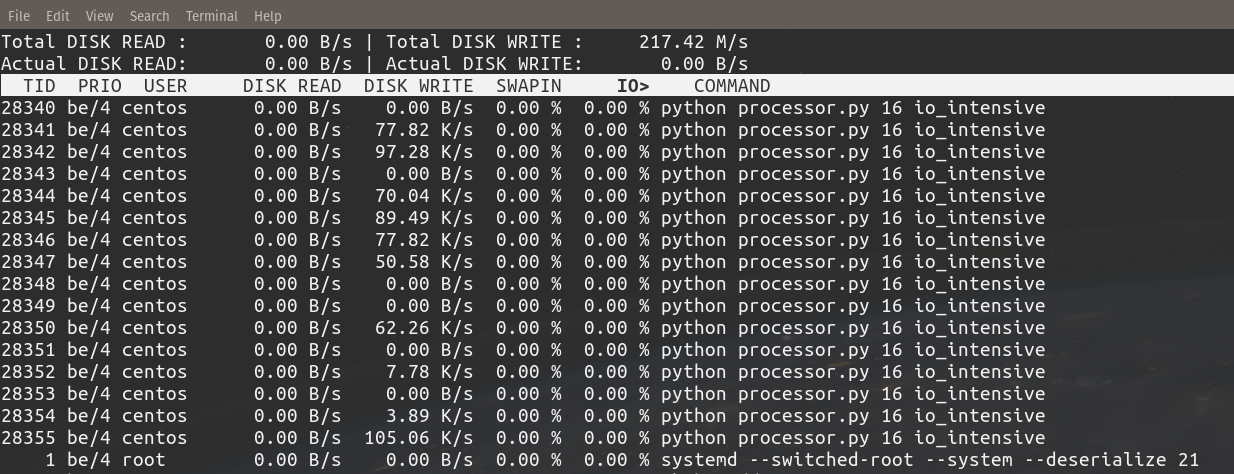 File Edit View Search Terminal Help
Total DISK READ : 0.00 B/s | Total DISK WRITE : 217.42 M/s
Actual DISK READ: 0.00 B/s | Actual DISK WRITE: 0.00 B/s
TID PRIO USER DISK READ DISK WRITE SWAPIN IO> COMMAND
28340 be/4 centos 0.00 B/s 0.00 B/s 0.00 % 0.00 % python processor.py 16 io_intensive
28341 be/4 centos 0.00 B/s 77.82 K/s 0.00 % 0.00 % python processor.py 16 io_intensive
28342 be/4 centos 0.00 B/s 97.28 K/s 0.00 % 0.00 % python processor.py 16 io_intensive
28343 be/4 centos 0.00 B/s 0.00 B/s 0.00 % 0.00 % python processor.py 16 io_intensive
28344 be/4 centos 0.00 B/s 70.04 K/s 0.00 % 0.00 % python processor.py 16 io_intensive
28345 be/4 centos 0.00 B/s 89.49 K/s 0.00 % 0.00 % python processor.py 16 io_intensive
28346 be/4 centos 0.00 B/s 77.82 K/s 0.00 % 0.00 % python processor.py 16 io_intensive
28347 be/4 centos 0.00 B/s 50.58 K/s 0.00 % 0.00 % python processor.py 16 io_intensive
28348 be/4 centos 0.00 B/s 0.00 B/s 0.00 % 0.00 % python processor.py 16 io_intensive
28349 be/4 centos 0.00 B/s 0.00 B/s 0.00 % 0.00 % python processor.py 16 io_intensive
28350 be/4 centos 0.00 B/s 62.26 K/s 0.00 % 0.00 % python processor.py 16 io_intensive
28351 be/4 centos 0.00 B/s 0.00 B/s 0.00 % 0.00 % python processor.py 16 io_intensive
28352 be/4 centos 0.00 B/s 7.78 K/s 0.00 % 0.00 % python processor.py 16 io_intensive
28353 be/4 centos 0.00 B/s 0.00 B/s 0.00 % 0.00 % python processor.py 16 io_intensive
28354 be/4 centos 0.00 B/s 3.89 K/s 0.00 % 0.00 % python processor.py 16 io_intensive
28355 be/4 centos 0.00 B/s 105.06 K/s 0.00 % 0.00 % python processor.py 16 io_intensive
1 be/4 root 0.00 B/s 0.00 B/s 0.00 % 0.00 % systemd --switched-root --system --deserialize 21